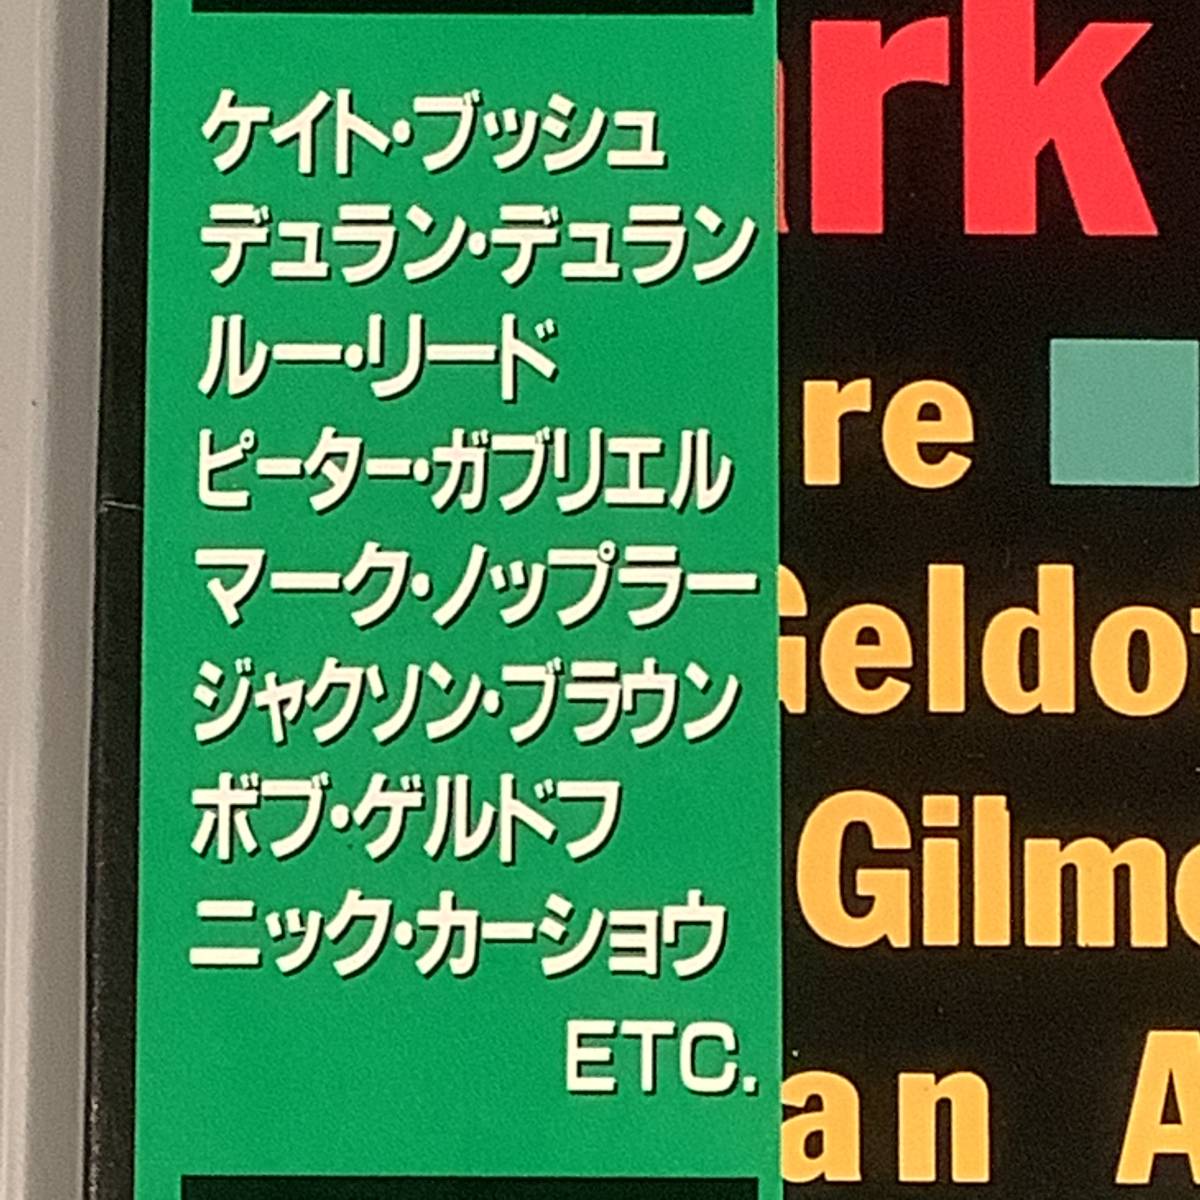 ケイト・ブッシュ
デュラン・デュラン
ルー・リード
ピーター・ガブリエル
マーク・ノップラー
ジャクソン・ブラウン
ボブ・ゲルドフ
ニック・カーショウ
ETC.
ark
re
Geldof
Gilmo
an A